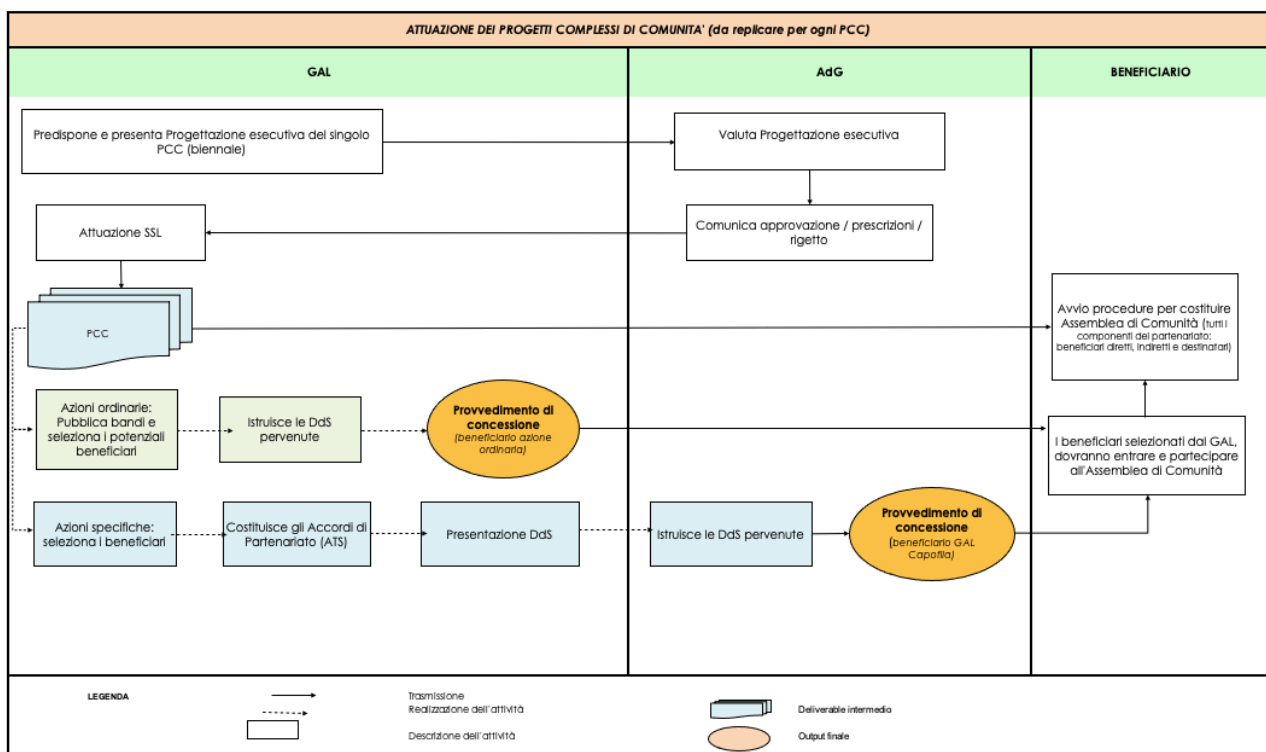 ATTUAZIONE DEI PROGETTI COMPLESSI DI COMUNITA' (da replicare per ogni PCC)
GAL
AdG
BENEFICIARIO
Predispone e presenta Progettazione esecutiva del singolo
PCC (biennale)
Valuta Progettazione esecutiva
Attuazione SSL
Comunica approvazione / prescrizioni /
rigetto
PCC
Avvio procedure per costituire
Assemblea di Comunità (tutti i
componenti del partenariato:
beneficiari diretti, indiretti e destinatari)
Azioni ordinarie:
Pubblica bandi e
seleziona i potenziali
beneficiari
Istruisce le DdS
pervenute
Provvedimento di
concessione
(beneficiario azione
ordinaria)
I beneficiari selezionati dal GAL,
dovranno entrare e partecipare
all'Assemblea di Comunità
Azioni specifiche:
seleziona i beneficiari
Costituisce gli Accordi di
Partenariato (ATS)
Presentazione DdS
Istruisce le DdS pervenute
Provvedimento di
concessione
(beneficiario GAL
Capofila)
LEGENDA
Trasmissione
Realizzazione dell'attività
Descrizione dell'attività
Deliverable intermedio
Output finale